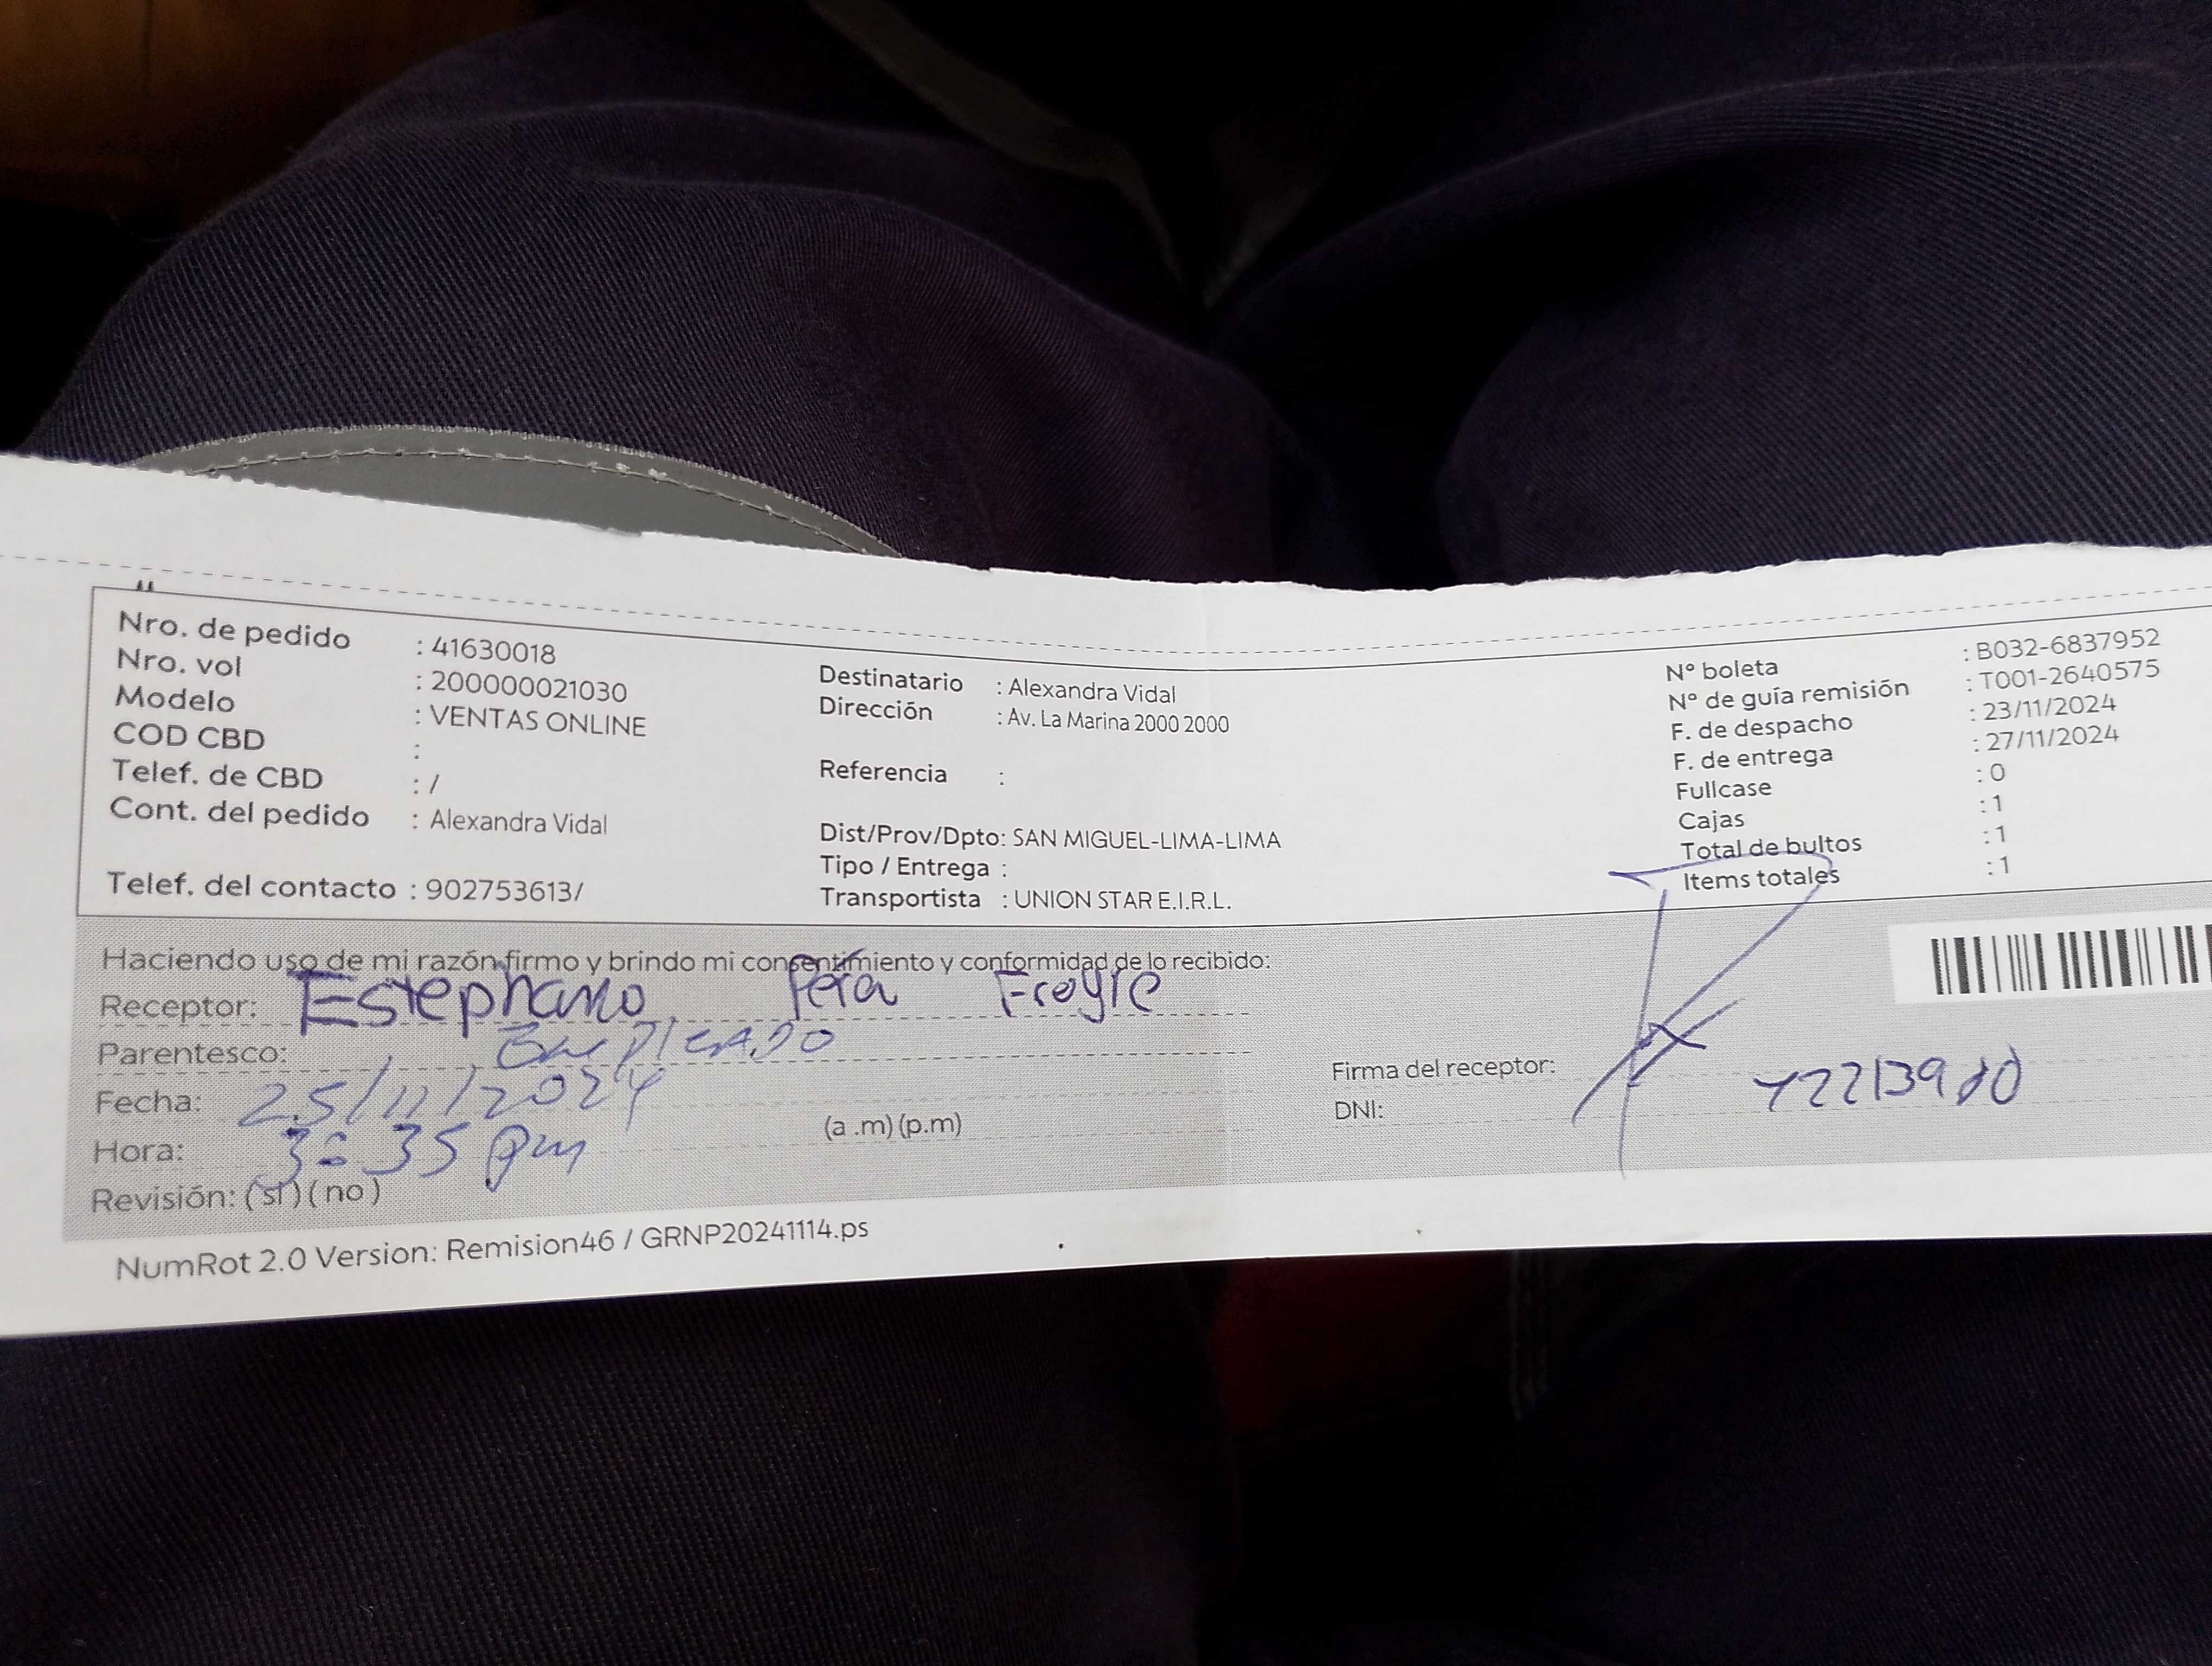 Nro. de pedido : 41630018
Nro. vol : 200000021030
Modelo : VENTAS ONLINE
COD CBD :
Telef. de CBD : /
Cont. del pedido : Alexandra Vidal
Telef. del contacto : 902753613/
Destinatario : Alexandra Vidal
Dirección : Av. La Marina 2000 2000
Referencia :
Dist/Prov/Dpto: SAN MIGUEL-LIMA-LIMA
Tipo / Entrega :
Transportista : UNION STAR E.I.R.L.
N° boleta : B032-6837952
N° de guía remisión : T001-2640575
F. de despacho : 23/11/2024
F. de entrega : 27/11/2024
Fullcase : 0
Cajas : 1
Total de bultos : 1
Items totales : 1
Haciendo uso de mi razón firmo y brindo mi consentimiento y conformidad de lo recibido:
Receptor: Estephano
Parentesco: EMPLEADO
Fecha: 25/11/2024
Hora: 3:35 pm (a .m) (p.m)
Revisión: (si) (no)
Firma del receptor:
DNI:
NumRot 2.0 Version: Remision46 / GRNP20241114.ps